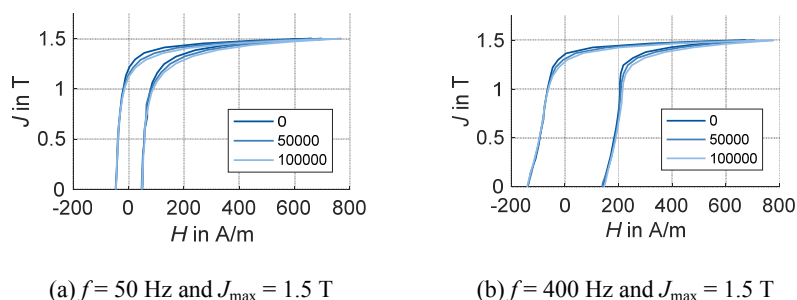 1.5
1
0.5
0
J in T
0
50000
100000
-200 0 200 400 600 800
H in A/m
(a) f = 50 Hz and Jmax = 1.5 T
1.5
1
0.5
0
J in T
0
50000
100000
-200 0 200 400 600 800
H in A/m
(b) f = 400 Hz and Jmax = 1.5 T